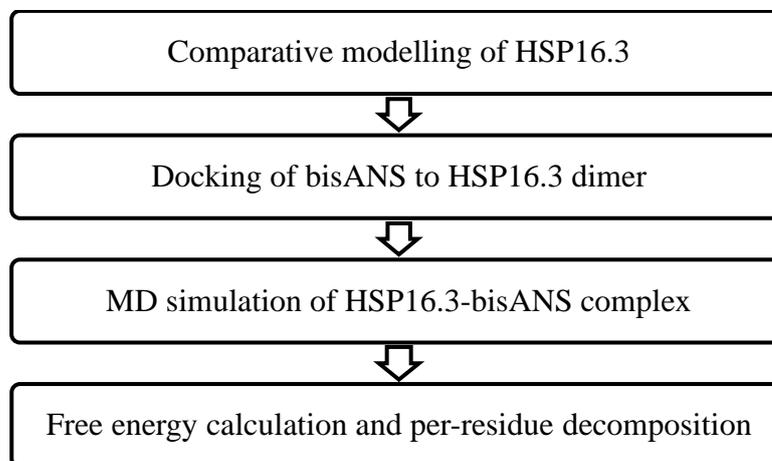 Comparative modelling of HSP16.3
Docking of bisANS to HSP16.3 dimer
MD simulation of HSP16.3-bisANS complex
Free energy calculation and per-residue decomposition